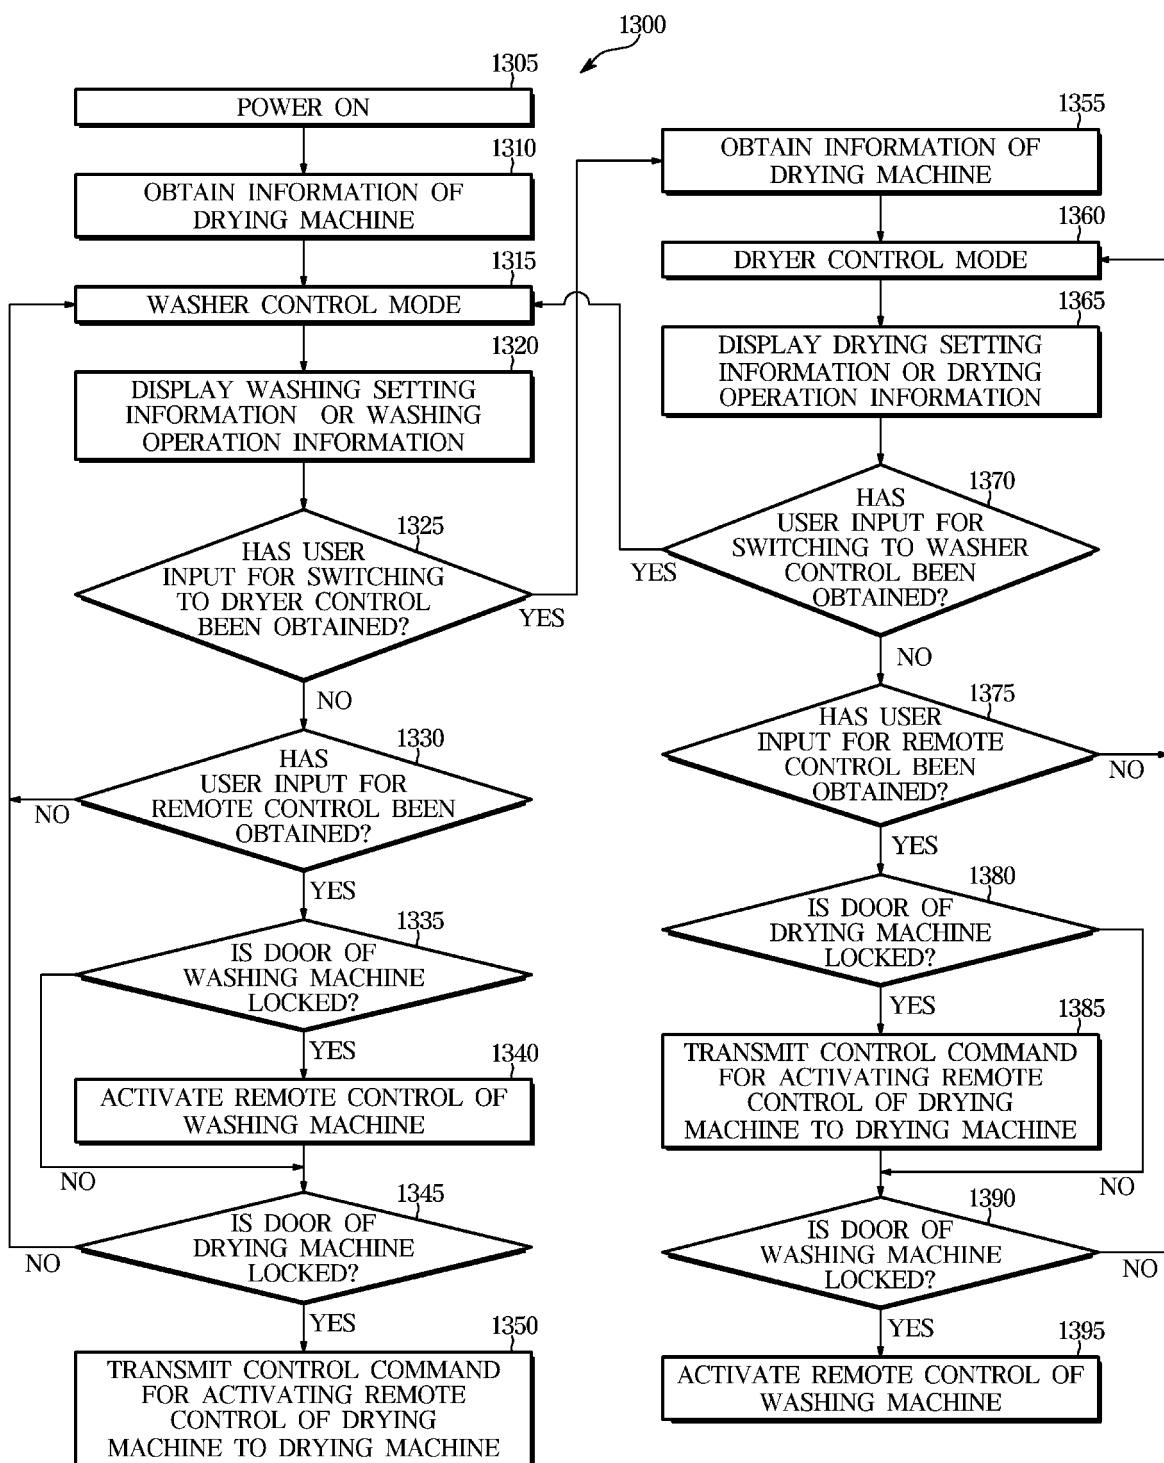 1300
1305
POWER ON
1310
OBTAIN INFORMATION OF
DRYING MACHINE
1315
WASHER CONTROL MODE
1320
DISPLAY WASHING SETTING
INFORMATION OR WASHING
OPERATION INFORMATION
1325
HAS USER
INPUT FOR SWITCHING
TO DRYER CONTROL
BEEN OBTAINED?
YES
NO
1330
HAS
USER INPUT FOR
REMOTE CONTROL BEEN
OBTAINED?
NO
YES
1335
IS DOOR OF
WASHING MACHINE
LOCKED?
YES
1340
ACTIVATE REMOTE CONTROL OF
WASHING MACHINE
NO
1345
IS DOOR OF
DRYING MACHINE
LOCKED?
NO
YES
1350
TRANSMIT CONTROL COMMAND
FOR ACTIVATING REMOTE
CONTROL OF DRYING
MACHINE TO DRYING MACHINE
1355
OBTAIN INFORMATION OF
DRYING MACHINE
1360
DRYER CONTROL MODE
1365
DISPLAY DRYING SETTING
INFORMATION OR DRYING
OPERATION INFORMATION
1370
HAS
USER INPUT FOR
SWITCHING TO WASHER
CONTROL BEEN
OBTAINED?
YES
NO
1375
HAS USER
INPUT FOR REMOTE
CONTROL BEEN
OBTAINED?
NO
YES
1380
IS DOOR OF
DRYING MACHINE
LOCKED?
YES
1385
TRANSMIT CONTROL COMMAND
FOR ACTIVATING REMOTE
CONTROL OF DRYING
MACHINE TO DRYING MACHINE
NO
1390
IS DOOR OF
WASHING MACHINE
LOCKED?
NO
YES
1395
ACTIVATE REMOTE CONTROL OF
WASHING MACHINE